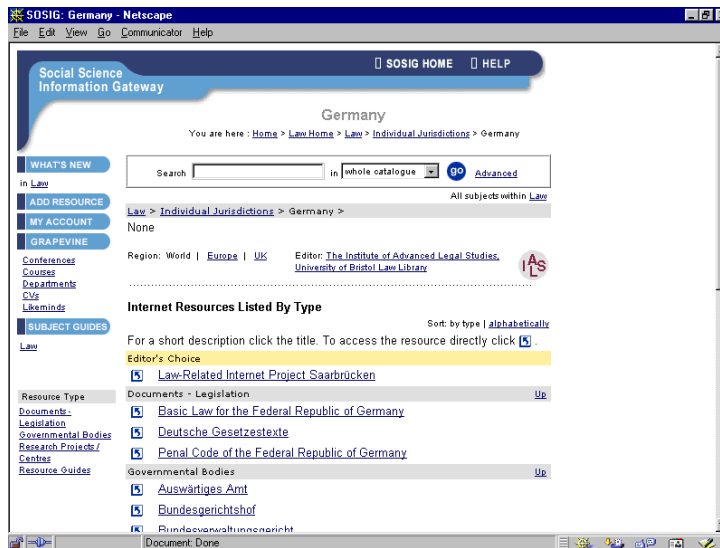 SOSIG: Germany - Netscape
File Edit View Go Communicator Help
SOSIG HOME HELP
Social Science
Information Gateway
Germany
You are here : Home > Law Home > Law > Individual Jurisdictions > Germany
WHAT'S NEW
in Law
ADD RESOURCE
MY ACCOUNT
GRAPEVINE
Conferences
Courses
Departments
CVs
Likeminds
SUBJECT GUIDES
Law
Resource Type
Documents -
Legislation
Governmental Bodies
Research Projects /
Centres
Resource Guides
Search in whole catalogue go Advanced
All subjects within Law
Law > Individual Jurisdictions > Germany >
None
Region: World | Europe | UK
Editor: The Institute of Advanced Legal Studies,
University of Bristol Law Library
IALS
Internet Resources Listed By Type
Sort: by type | alphabetically
For a short description click the title. To access the resource directly click .
Editor's Choice
Law-Related Internet Project Saarbrücken
Documents - Legislation Up
Basic Law for the Federal Republic of Germany
Deutsche Gesetzestexte
Penal Code of the Federal Republic of Germany
Governmental Bodies Up
Auswärtiges Amt
Bundesgerichtshof
Bundesverwaltungsgericht
Document: Done